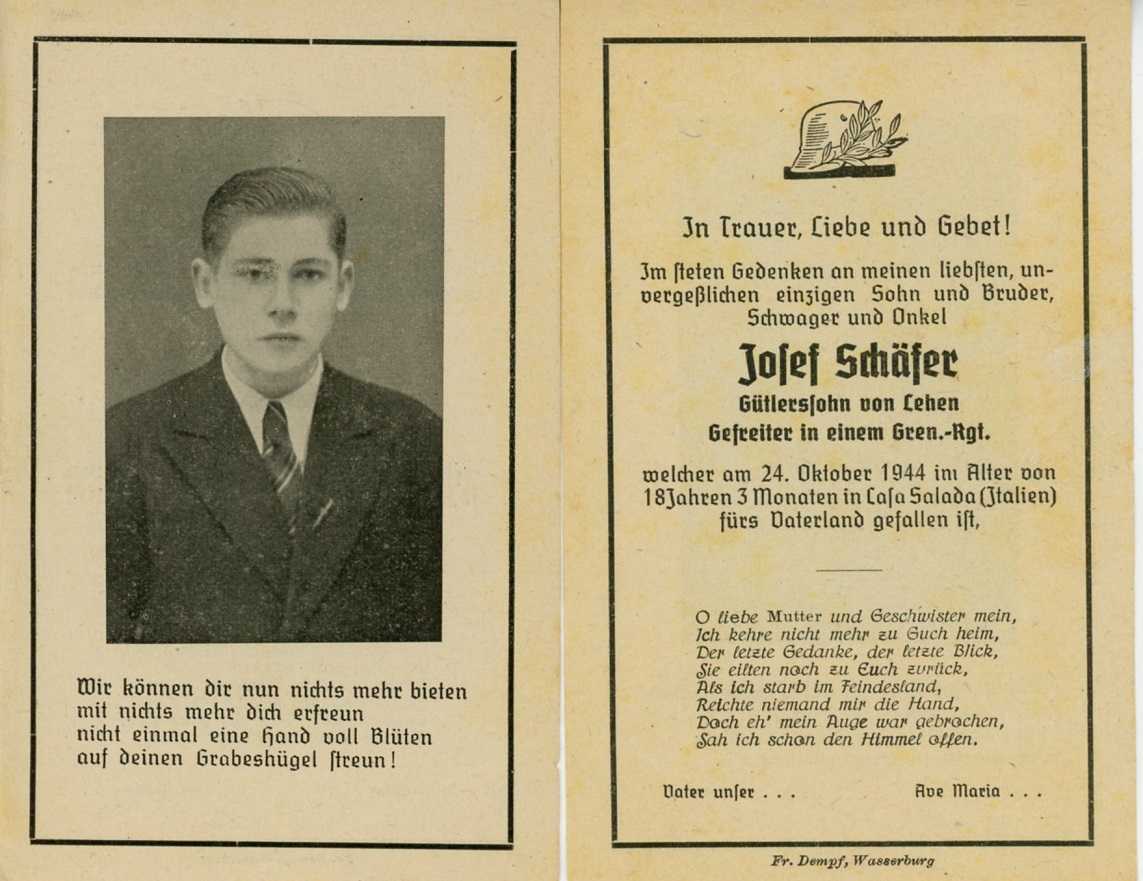 Wir können dir nun nichts mehr bieten
mit nichts mehr dich erfreun
nicht einmal eine Hand voll Blüten
auf deinen Grabeshügel streun!
In Trauer, Liebe und Gebet!
Im steten Gedenken an meinen liebsten, un-
vergeßlichen einzigen Sohn und Bruder,
Schwager und Onkel
Josef Schäfer
Gütlerssohn von Lehen
Gefreiter in einem Gren.-Rgt.
welcher am 24. Oktober 1944 im Alter von
18 Jahren 3 Monaten in Casa Salada (Italien)
fürs Vaterland gefallen ist,
O liebe Mutter und Geschwister mein,
Ich kehre nicht mehr zu Euch heim,
Der letzte Gedanke, der letzte Blick,
Sie eilten noch zu Euch zurück,
Als ich starb im Feindesland,
Reichte niemand mir die Hand,
Doch eh' mein Auge war gebrochen,
Sah ich schon den Himmel offen.
Vater unser . . . Ave Maria . . .
Fr. Dempf, Wasserburg